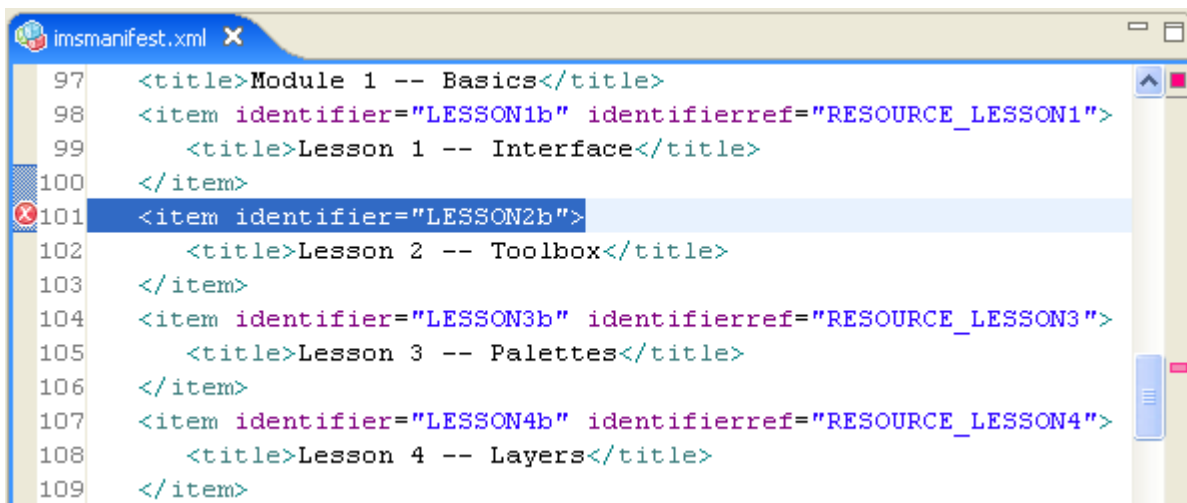 imsmanifest.xml
97 <title>Module 1 -- Basics</title>
98 <item identifier="LESSON1b" identifierref="RESOURCE_LESSON1">
99 <title>Lesson 1 -- Interface</title>
100 </item>
101 <item identifier="LESSON2b">
102 <title>Lesson 2 -- Toolbox</title>
103 </item>
104 <item identifier="LESSON3b" identifierref="RESOURCE_LESSON3">
105 <title>Lesson 3 -- Palettes</title>
106 </item>
107 <item identifier="LESSON4b" identifierref="RESOURCE_LESSON4">
108 <title>Lesson 4 -- Layers</title>
109 </item>